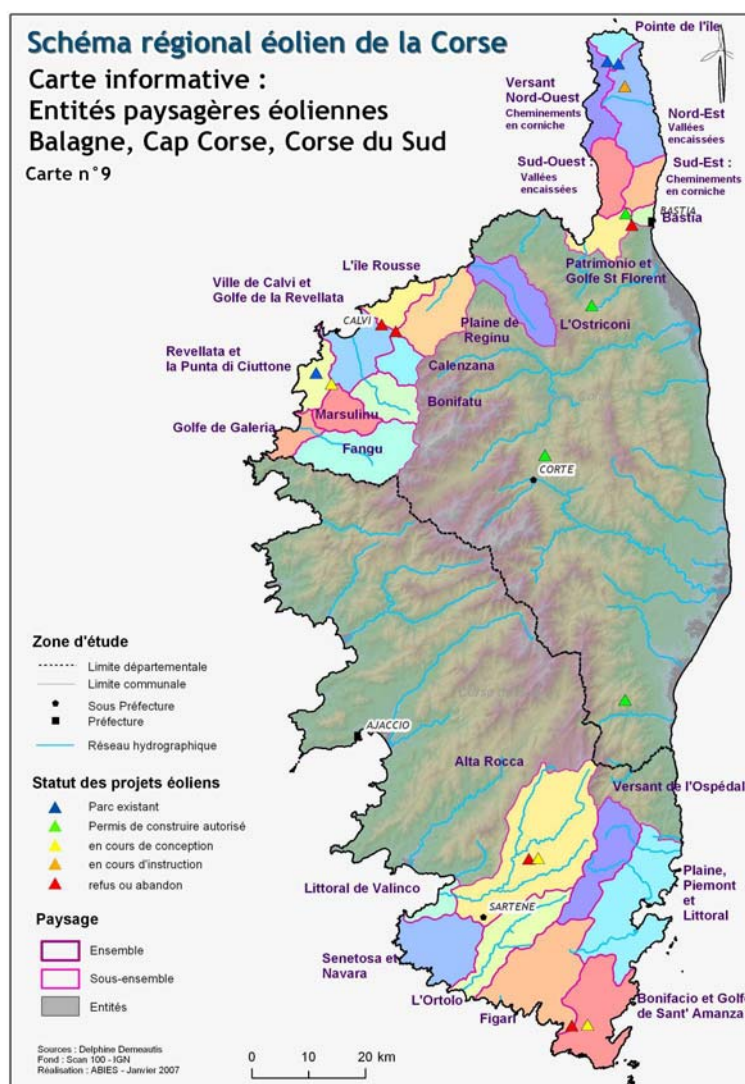 Schéma régional éolien de la Corse
Carte informative :
Entités paysagères éoliennes
Balagne, Cap Corse, Corse du Sud
Carte n°9
Pointe de l'île
Versant
Nord-Ouest
Cheminements
en corniche
Nord-Est
Vallées
encaissées
Sud-Ouest :
Vallées
encaissées
Sud-Est :
Cheminements
en corniche
BASTIA
Bastia
Patrimonio et
Golfe St Florent
L'île Rousse
Ville de Calvi et
Golfe de la Revellata
CALVI
Plaine de
Reginu
L'Ostriconi
Revellata et
la Punta di Ciuttone
Calenzana
Bonifatu
Marsulinu
Golfe de Galeria
Fangu
CORTE
Zone d'étude
Limite départementale
Limite communale
Sous Préfecture
Préfecture
Réseau hydrographique
AJACCIO
Statut des projets éoliens
Parc existant
Permis de construire autorisé
en cours de conception
en cours d'instruction
refus ou abandon
Alta Rocca
Versant de l'Ospédal
Littoral de Valinco
SARTENE
Plaine,
Piemont
et
Littoral
Paysage
Ensemble
Sous-ensemble
Entités
Senetosa et
Navara
L'Ortolo
Figari
Bonifacio et Golfe
de Sant' Amanza
Sources : Delphine Demeautis
Fond : Scan 100 - IGN
Réalisation : ABIES - Janvier 2007
0 10 20 km